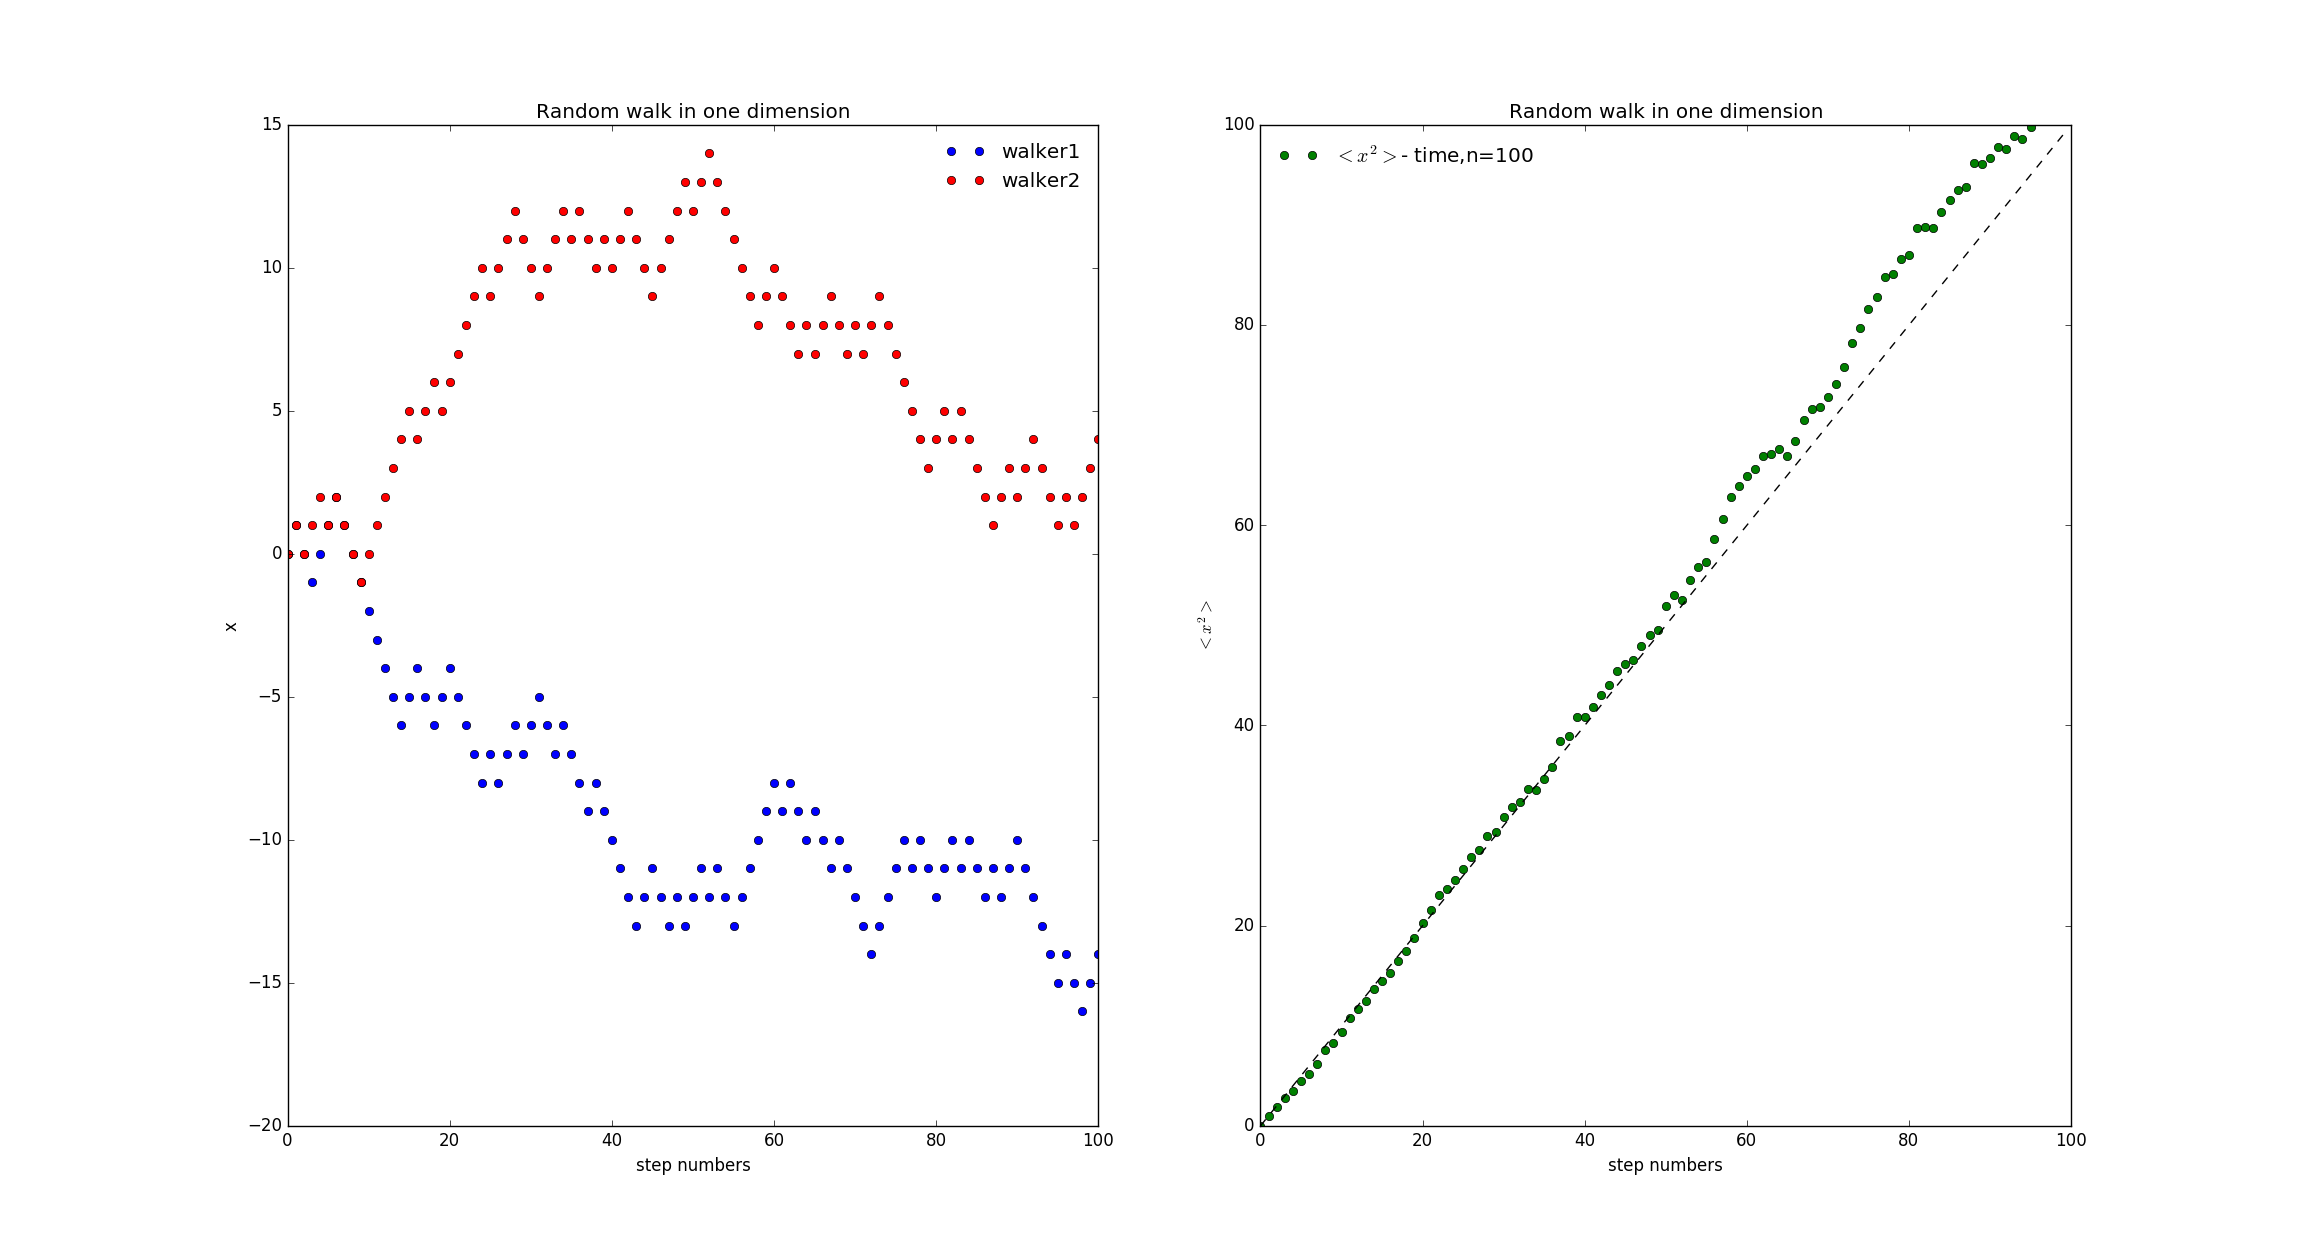 Random walk in one dimension
15
10
5
0
−5
−10
−15
−20
x
walker1
walker2
0 20 40 60 80 100
step numbers
Random walk in one dimension
100
80
60
40
20
0
<x²>
<x²>- time,n=100
0 20 40 60 80 100
step numbers